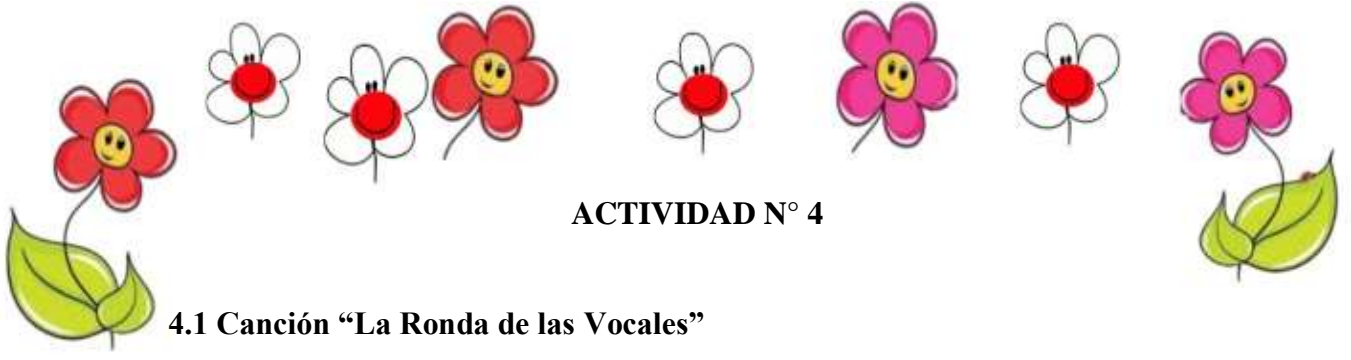 ACTIVIDAD N° 4
4.1 Canción “La Ronda de las Vocales”